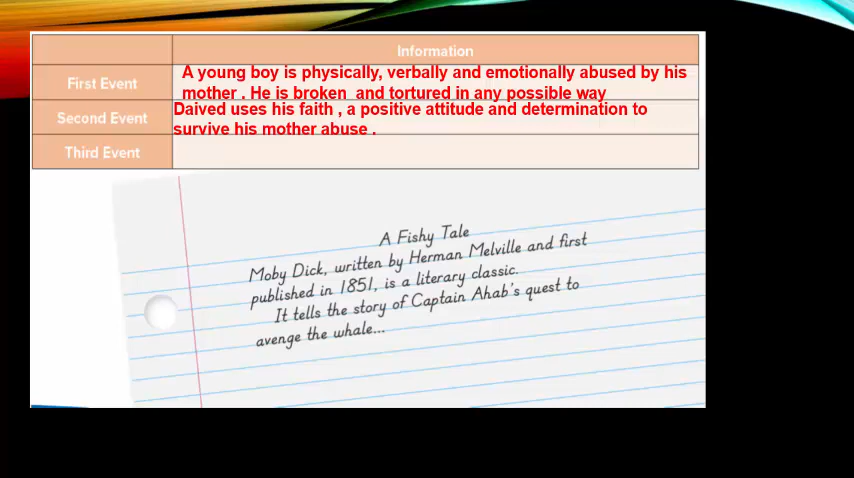 Information
First Event
A young boy is physically, verbally and emotionally abused by his
mother . He is broken and tortured in any possible way
Second Event
Daived uses his faith , a positive attitude and determination to
survive his mother abuse .
Third Event
A Fishy Tale
Moby Dick, written by Herman Melville and first
published in 1851, is a literary classic.
It tells the story of Captain Ahab's quest to
avenge the whale...